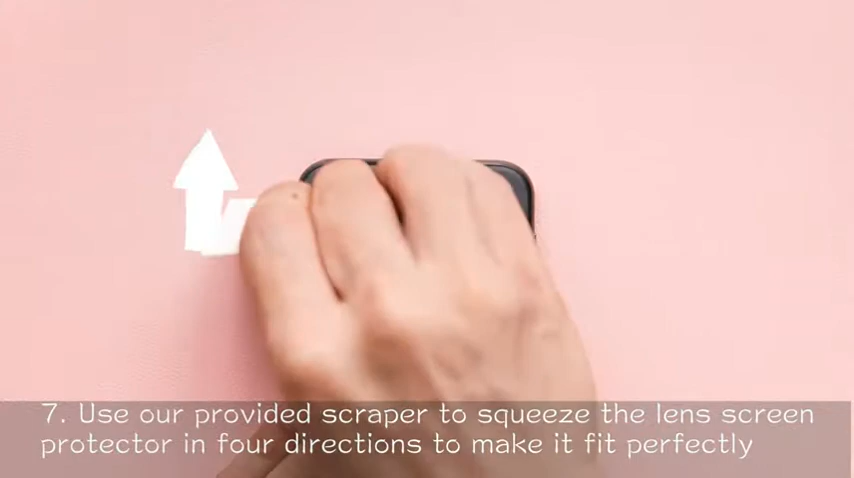 7. Use our provided scraper to squeeze the lens screen
protector in four directions to make it fit perfectly